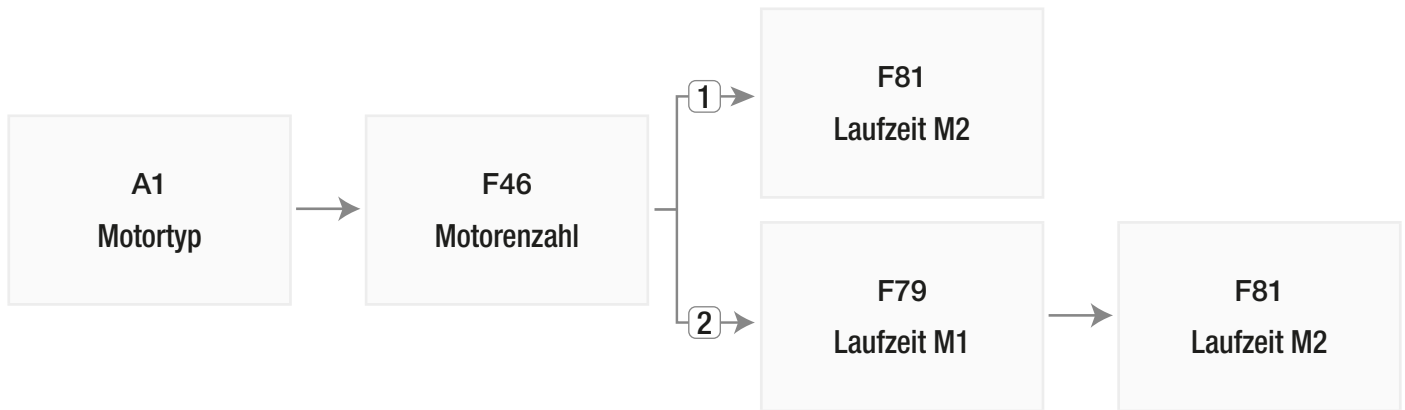 A1
Motortyp
F46
Motorenzahl
1
F81
Laufzeit M2
2
F79
Laufzeit M1
F81
Laufzeit M2